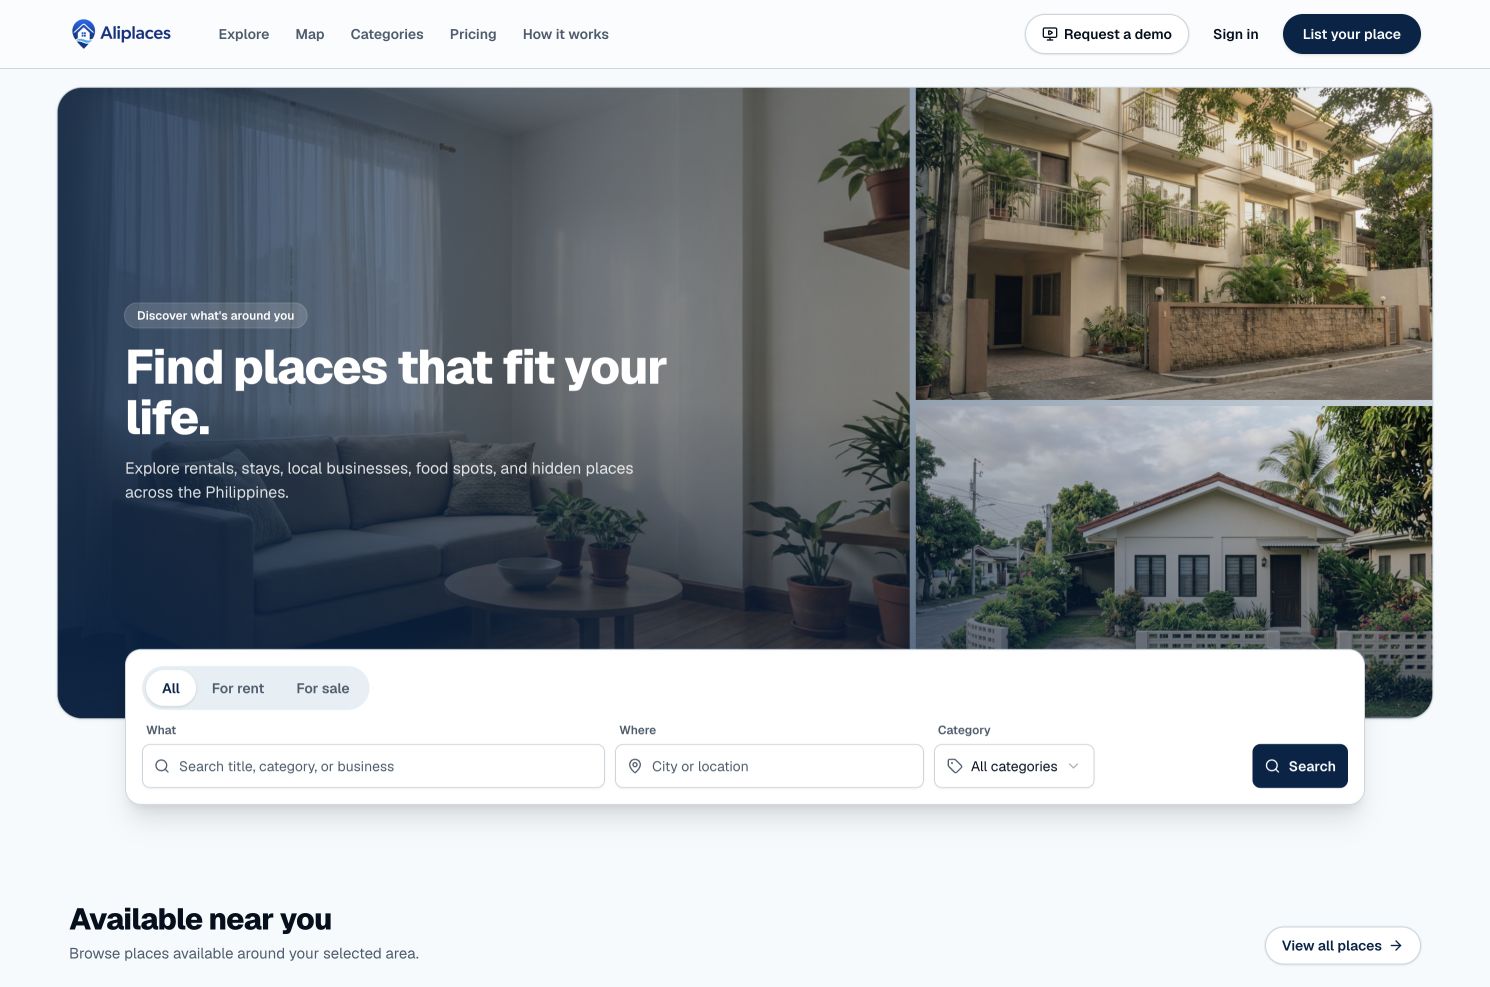 Aliplaces
Explore
Map
Categories
Pricing
How it works
Request a demo
Sign in
List your place
Discover what's around you
Find places that fit your
life.
Explore rentals, stays, local businesses, food spots, and hidden places
across the Philippines.
All
For rent
For sale
What
Where
Category
Search title, category, or business
City or location
All categories
Search
Available near you
Browse places available around your selected area.
View all places